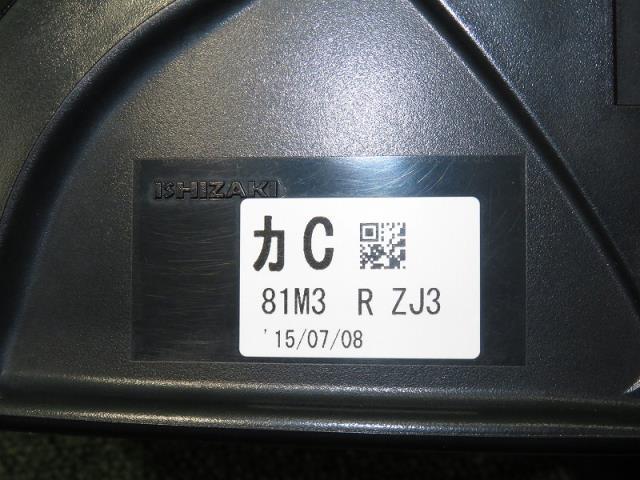 ISHIZAKI
カC
81M3 R ZJ3
'15/07/08